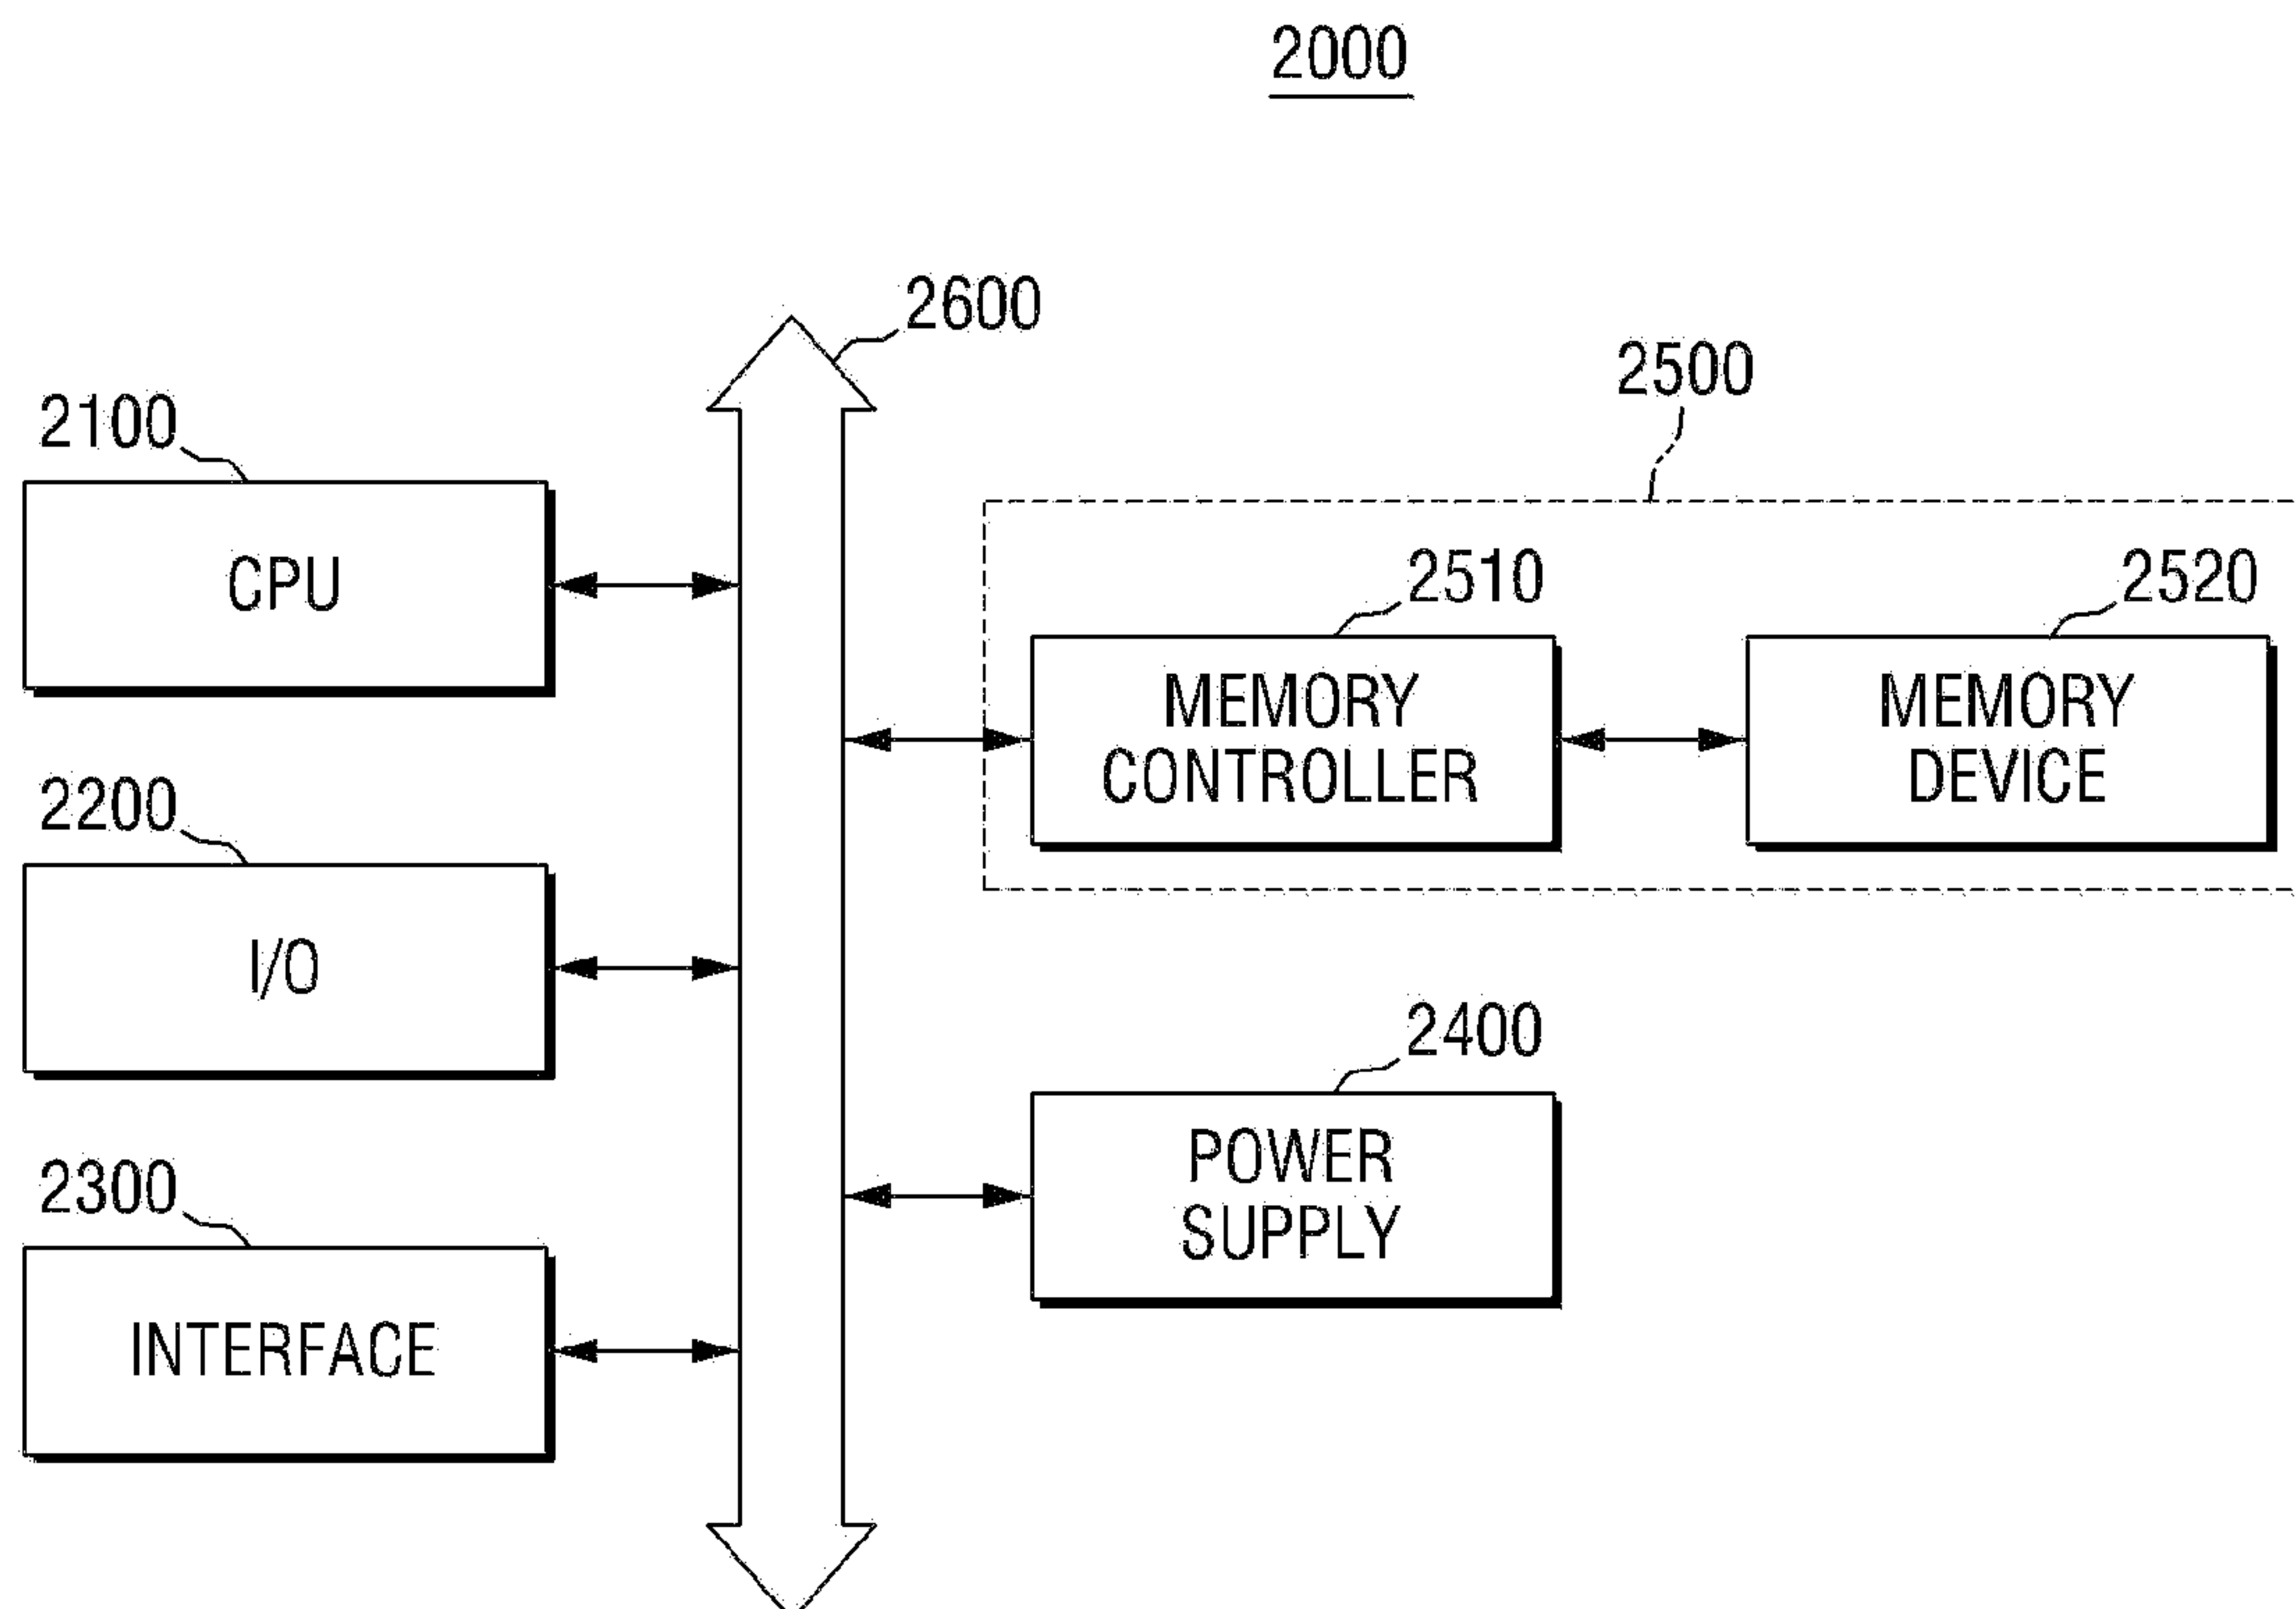 2000
2600
2500
2100
CPU
2510
2520
MEMORY
CONTROLLER
MEMORY
DEVICE
2200
I/O
2400
POWER
SUPPLY
2300
INTERFACE